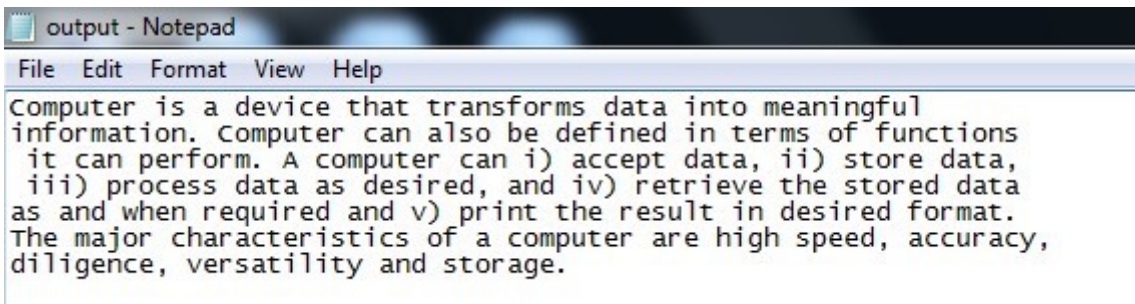 output - Notepad
File Edit Format View Help
Computer is a device that transforms data into meaningful
information. Computer can also be defined in terms of functions
it can perform. A computer can i) accept data, ii) store data,
iii) process data as desired, and iv) retrieve the stored data
as and when required and v) print the result in desired format.
The major characteristics of a computer are high speed, accuracy,
diligence, versatility and storage.